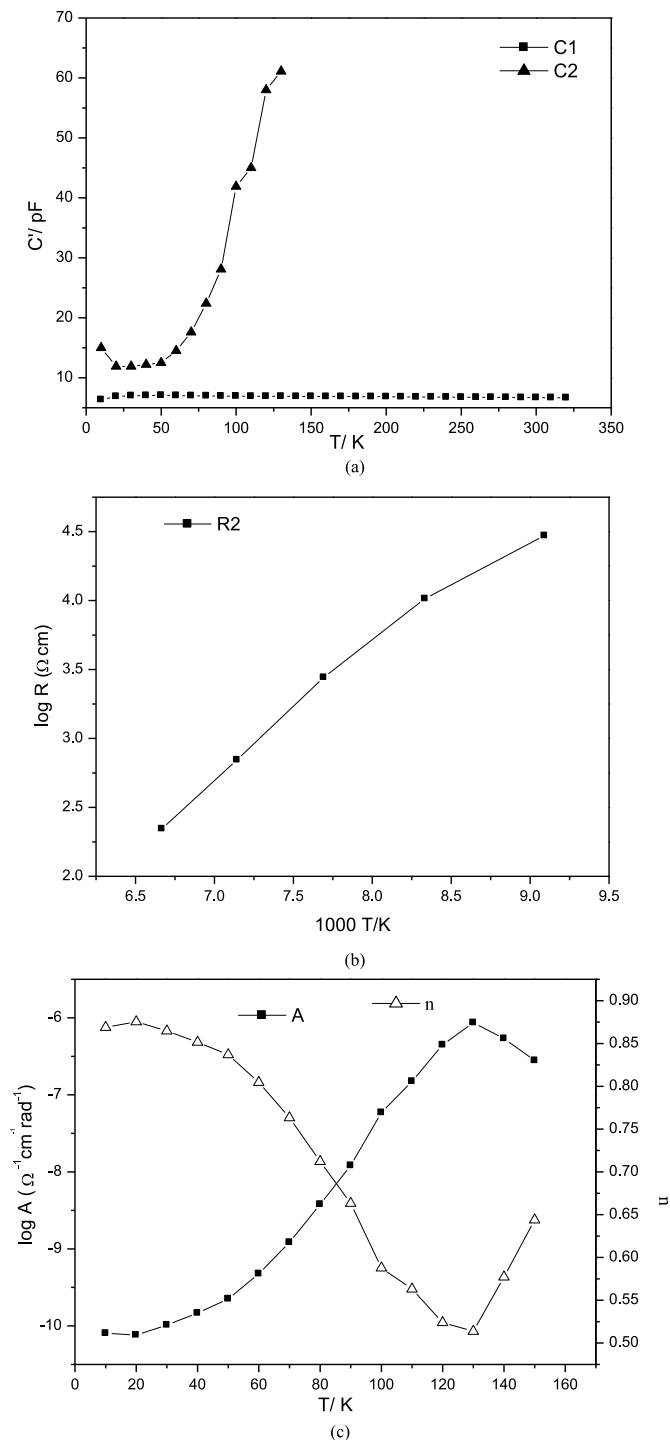 70
60
50
40
30
20
10
C'/ pF
C1
C2
0 50 100 150 200 250 300 350
T/ K
(a)
4.5
4.0
3.5
3.0
2.5
2.0
log R (Ω cm)
R2
6.5 7.0 7.5 8.0 8.5 9.0 9.5
1000 T/K
(b)
-6
-7
-8
-9
-10
log A ( Ω⁻¹cm⁻¹rad⁻¹)
A
n
0.90
0.85
0.80
0.75
0.70
0.65
0.60
0.55
0.50
n
0 20 40 60 80 100 120 140 160
T/ K
(c)